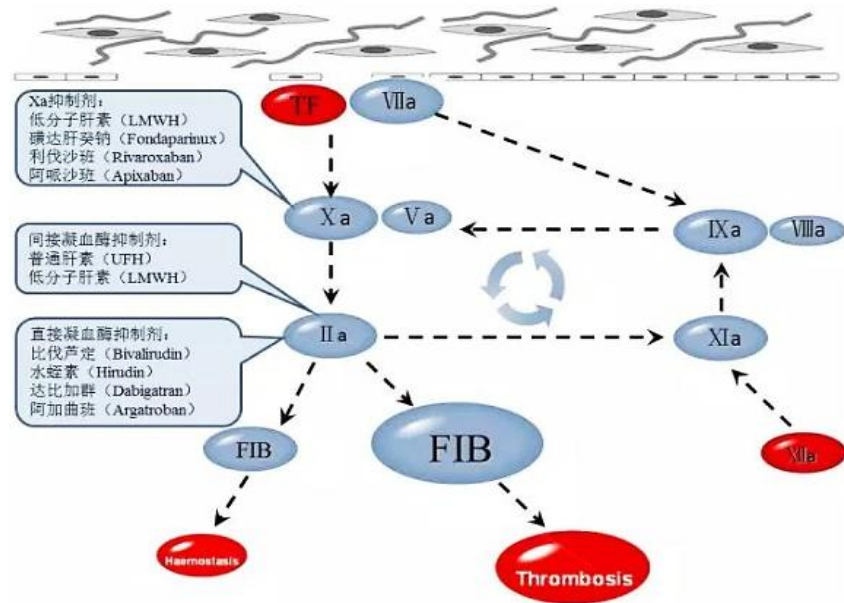 Xa抑制剂：
低分子肝素（LMWH）
磺达肝癸钠（Fondaparinux）
利伐沙班（Rivaroxaban）
阿哌沙班（Apixaban）
TF
Ⅶa
Ⅹa
Ⅴa
Ⅸa
Ⅷa
间接凝血酶抑制剂：
普通肝素（UFH）
低分子肝素（LMWH）
Ⅱa
Ⅺa
直接凝血酶抑制剂：
比伐芦定（Bivalirudin）
水蛭素（Hirudin）
达比加群（Dabigatran）
阿加曲班（Argatroban）
FIB
FIB
Ⅻa
Haemostasis
Thrombosis